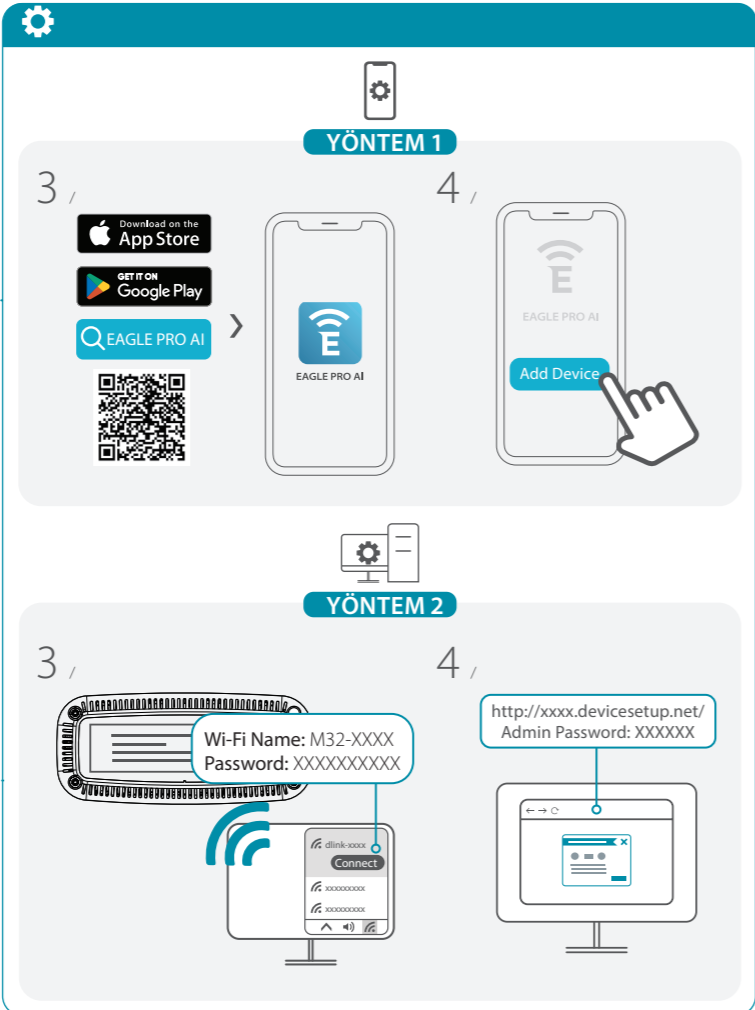 YÖNTEM 1
3 /
Download on the
App Store
GET IT ON
Google Play
EAGLE PRO AI
E
EAGLE PRO AI
4 /
E
EAGLE PRO AI
Add Device
YÖNTEM 2
3 /
Wi-Fi Name: M32-XXXX
Password: XXXXXXXXXX
dlink-xxxx
Connect
xxxxxxxxx
xxxxxxxxx
4 /
http://xxxx.devicesetup.net/
Admin Password: XXXXXX